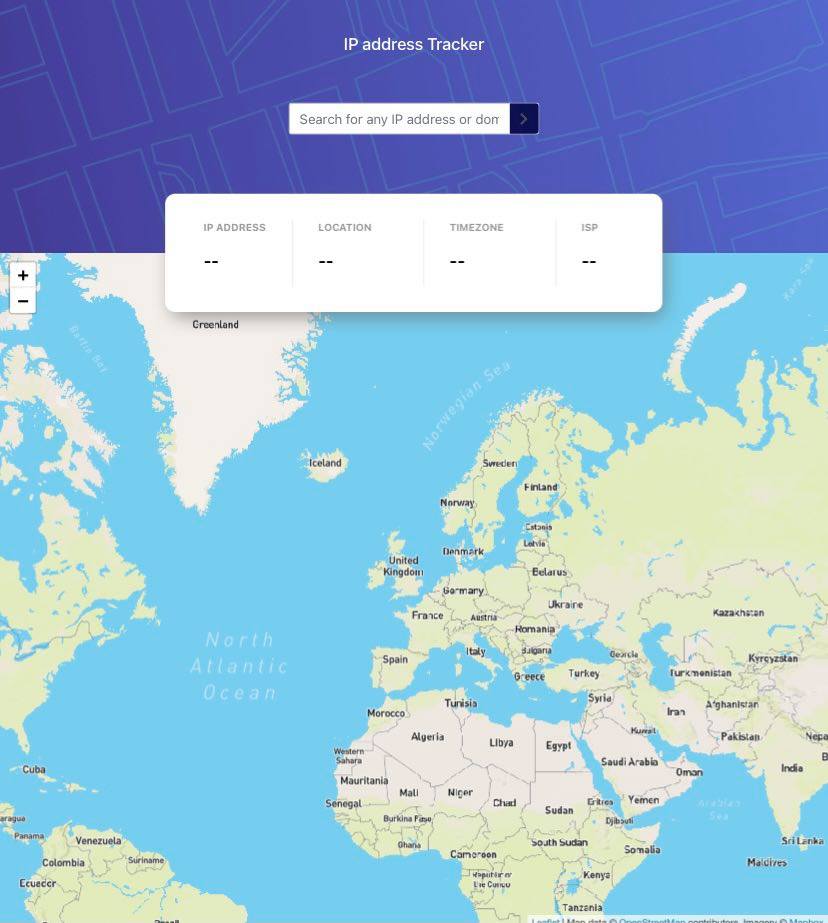 IP address Tracker
Search for any IP address or dom
IP ADDRESS
LOCATION
TIMEZONE
ISP
--
--
--
--
+
−
Greenland
Baffin Bay
Kara Sea
Norwegian Sea
Iceland
Sweden
Finland
Norway
Estonia
Latvia
Denmark
United
Kingdom
Belarus
Germany
Ukraine
France
Austria
Kazakhstan
Romania
North
Atlantic
Ocean
Italy
Bulgaria
Georgia
Kyrgyzstan
Spain
Greece
Turkey
Turkmenistan
Tunisia
Syria
Afghanistan
Morocco
Iran
Algeria
Libya
Egypt
Kuwait
Pakistan
Nepa
Western
Sahara
Saudi Arabia
India
B
Cuba
Mauritania
Mali
Niger
Oman
Senegal
Chad
Sudan
Eritrea
Yemen
Arabian
Sea
aragua
Burkina Faso
Djibouti
Panama
Venezuela
Ghana
South Sudan
Sri Lanka
Colombia
Suriname
Cameroon
Somalia
Maldives
Ecuador
Republic of
the Congo
Kenya
Tanzania
Brazil
Leaflet | Map data © OpenStreetMap contributors, Imagery © Mapbox